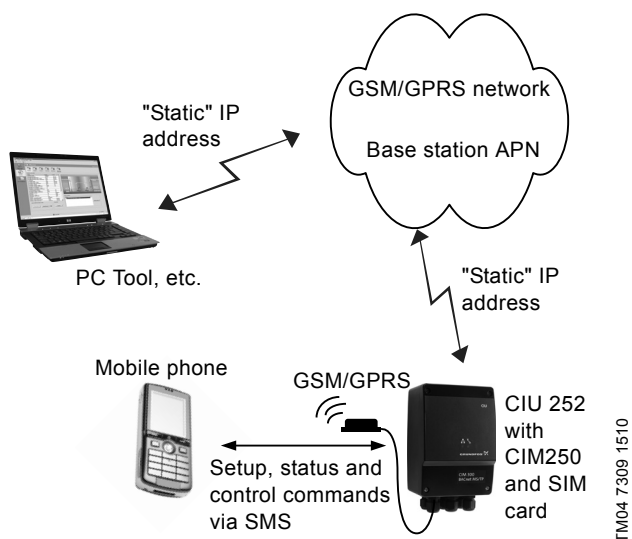 GSM/GPRS network
Base station APN
"Static" IP
address
PC Tool, etc.
"Static" IP
address
Mobile phone
GSM/GPRS
Setup, status and
control commands
via SMS
CIU 252
with
CIM250
and SIM
card
TM04 7309 1510